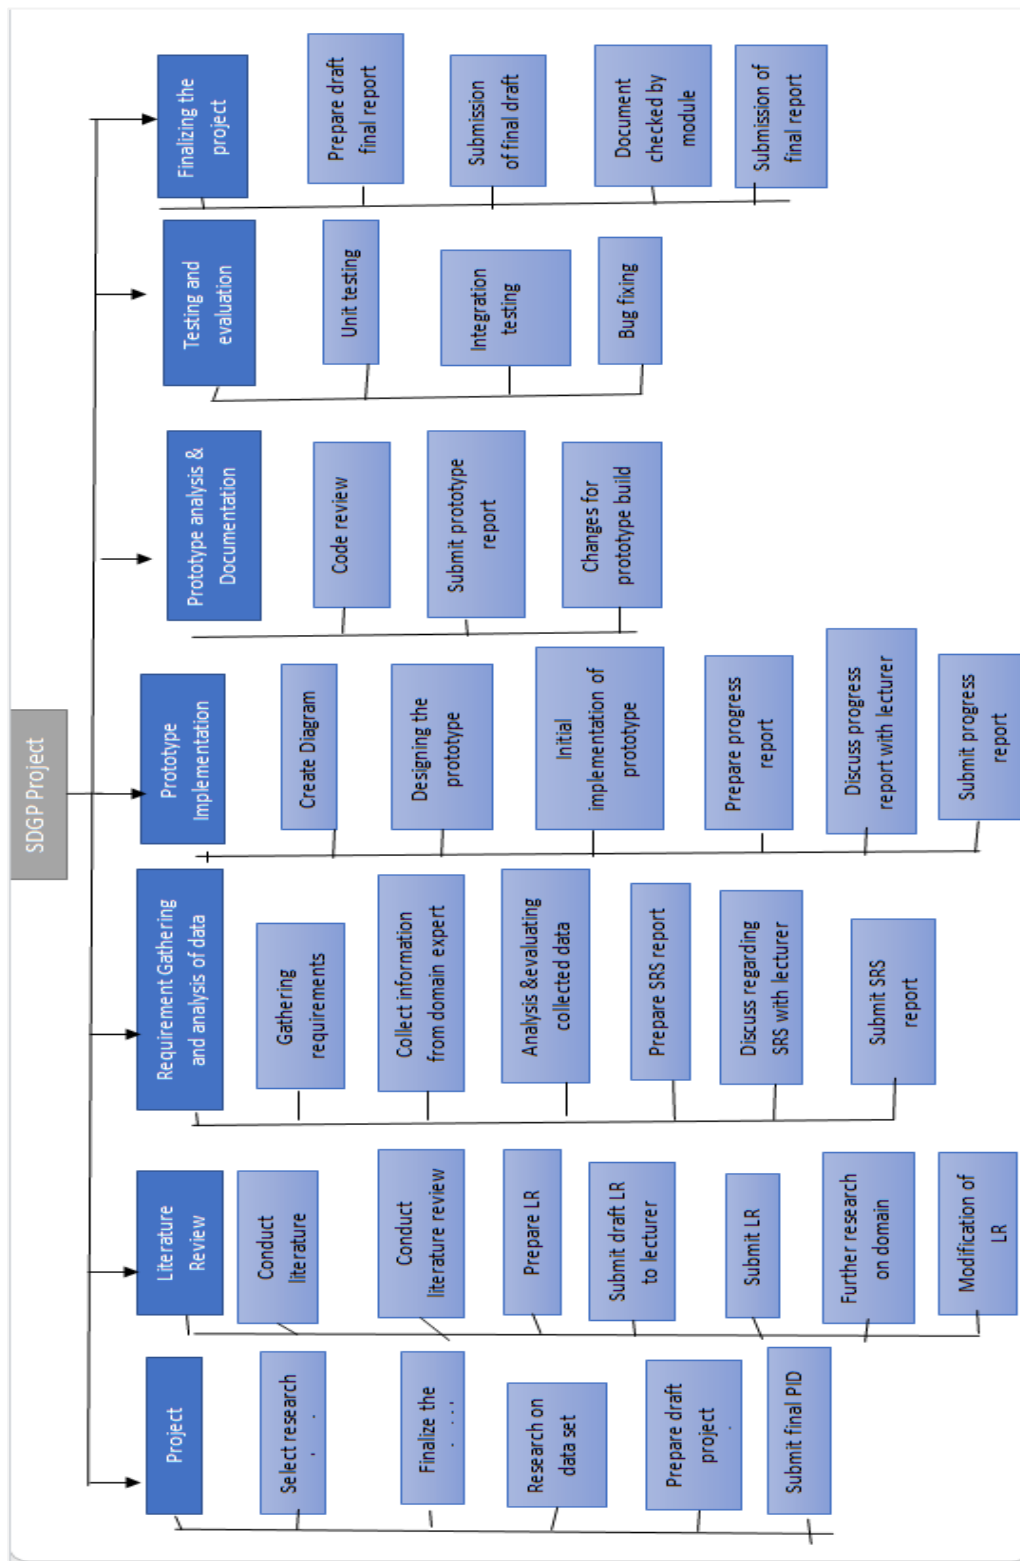 SDGP Project
Project
Select research
Finalize the
Research on
data set
Prepare draft
project
Submit final PID
Literature
Review
Conduct
literature
Conduct
literature review
Prepare LR
Submit draft LR
to lecturer
Submit LR
Further research
on domain
Modification of
LR
Requirement Gathering
and analysis of data
Gathering
requirements
Collect information
from domain expert
Analysis &evaluating
collected data
Prepare SRS report
Discuss regarding
SRS with lecturer
Submit SRS
report
Prototype
Implementation
Create Diagram
Designing the
prototype
Initial
implementation of
prototype
Prepare progress
report
Discuss progress
report with lecturer
Submit progress
report
Prototype analysis &
Documentation
Code review
Submit prototype
report
Changes for
prototype build
Testing and
evaluation
Unit testing
Integration
testing
Bug fixing
Finalizing the
project
Prepare draft
final report
Submission
of final draft
Document
checked by
module
Submission of
final report